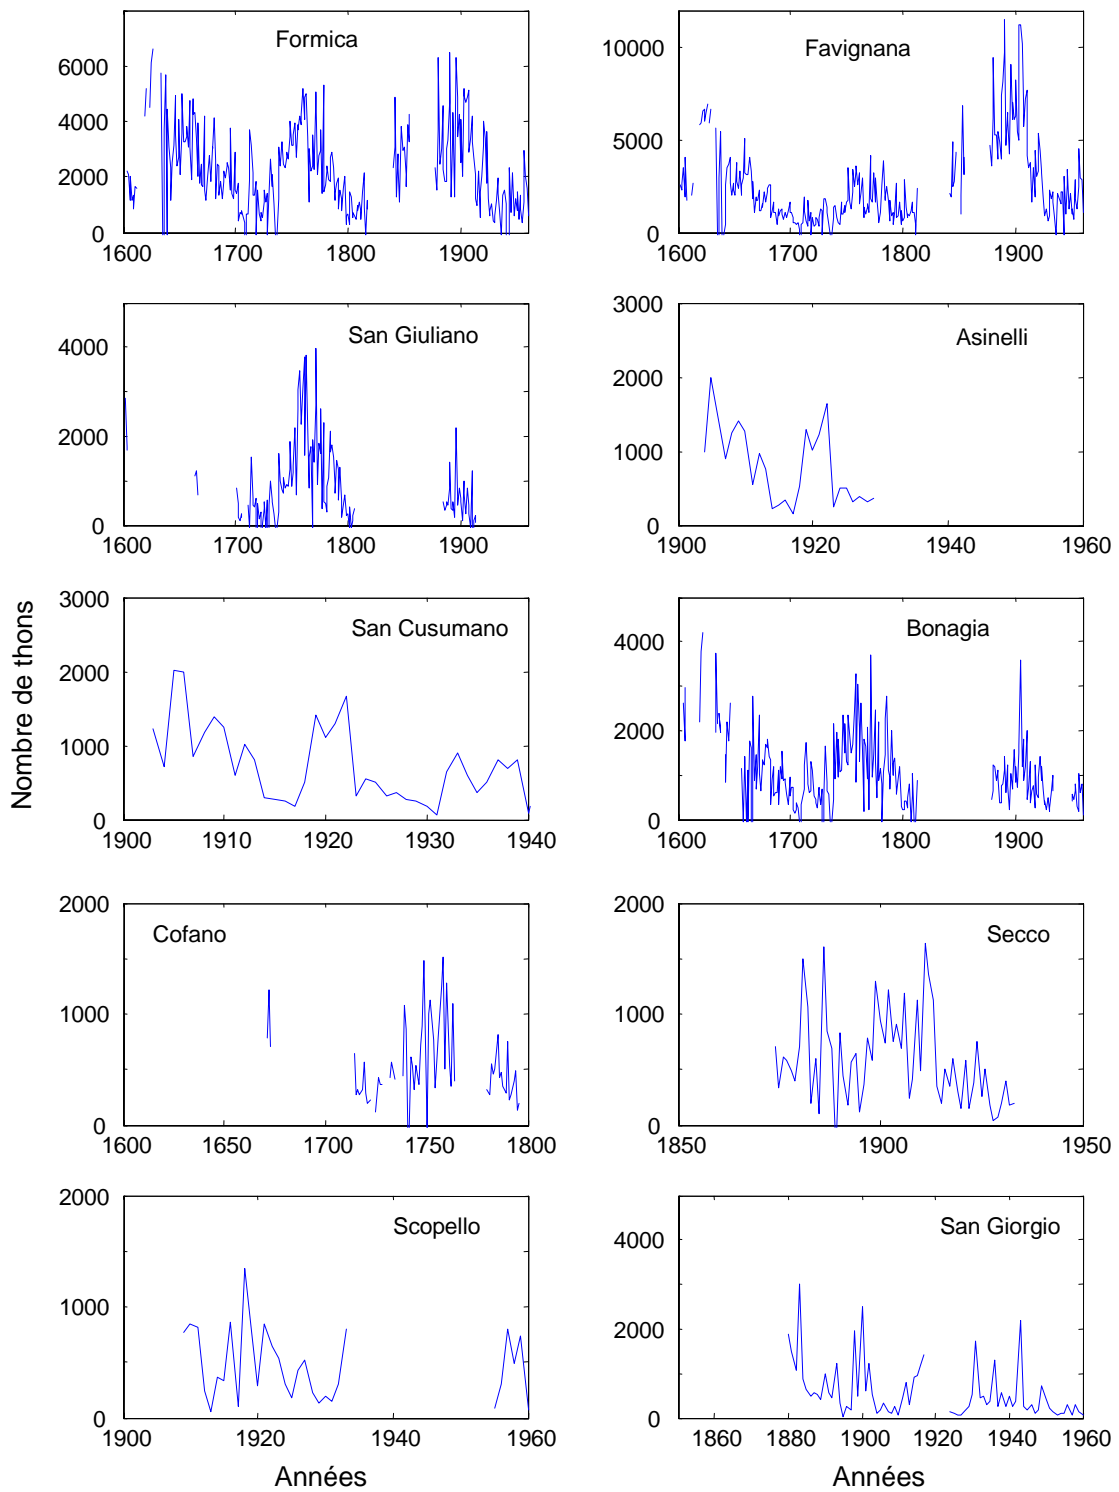 Formica
6000
4000
2000
0
1600 1700 1800 1900
Favignana
10000
5000
0
1600 1700 1800 1900
San Giuliano
4000
2000
0
1600 1700 1800 1900
Asinelli
3000
2000
1000
0
1900 1920 1940 1960
Nombre de thons
San Cusumano
3000
2000
1000
0
1900 1910 1920 1930 1940
Bonagia
4000
2000
0
1600 1700 1800 1900
Cofano
2000
1000
0
1600 1650 1700 1750 1800
Secco
2000
1000
0
1850 1900 1950
Scopello
2000
1000
0
1900 1920 1940 1960
Années
San Giorgio
4000
2000
0
1860 1880 1900 1920 1940 1960
Années